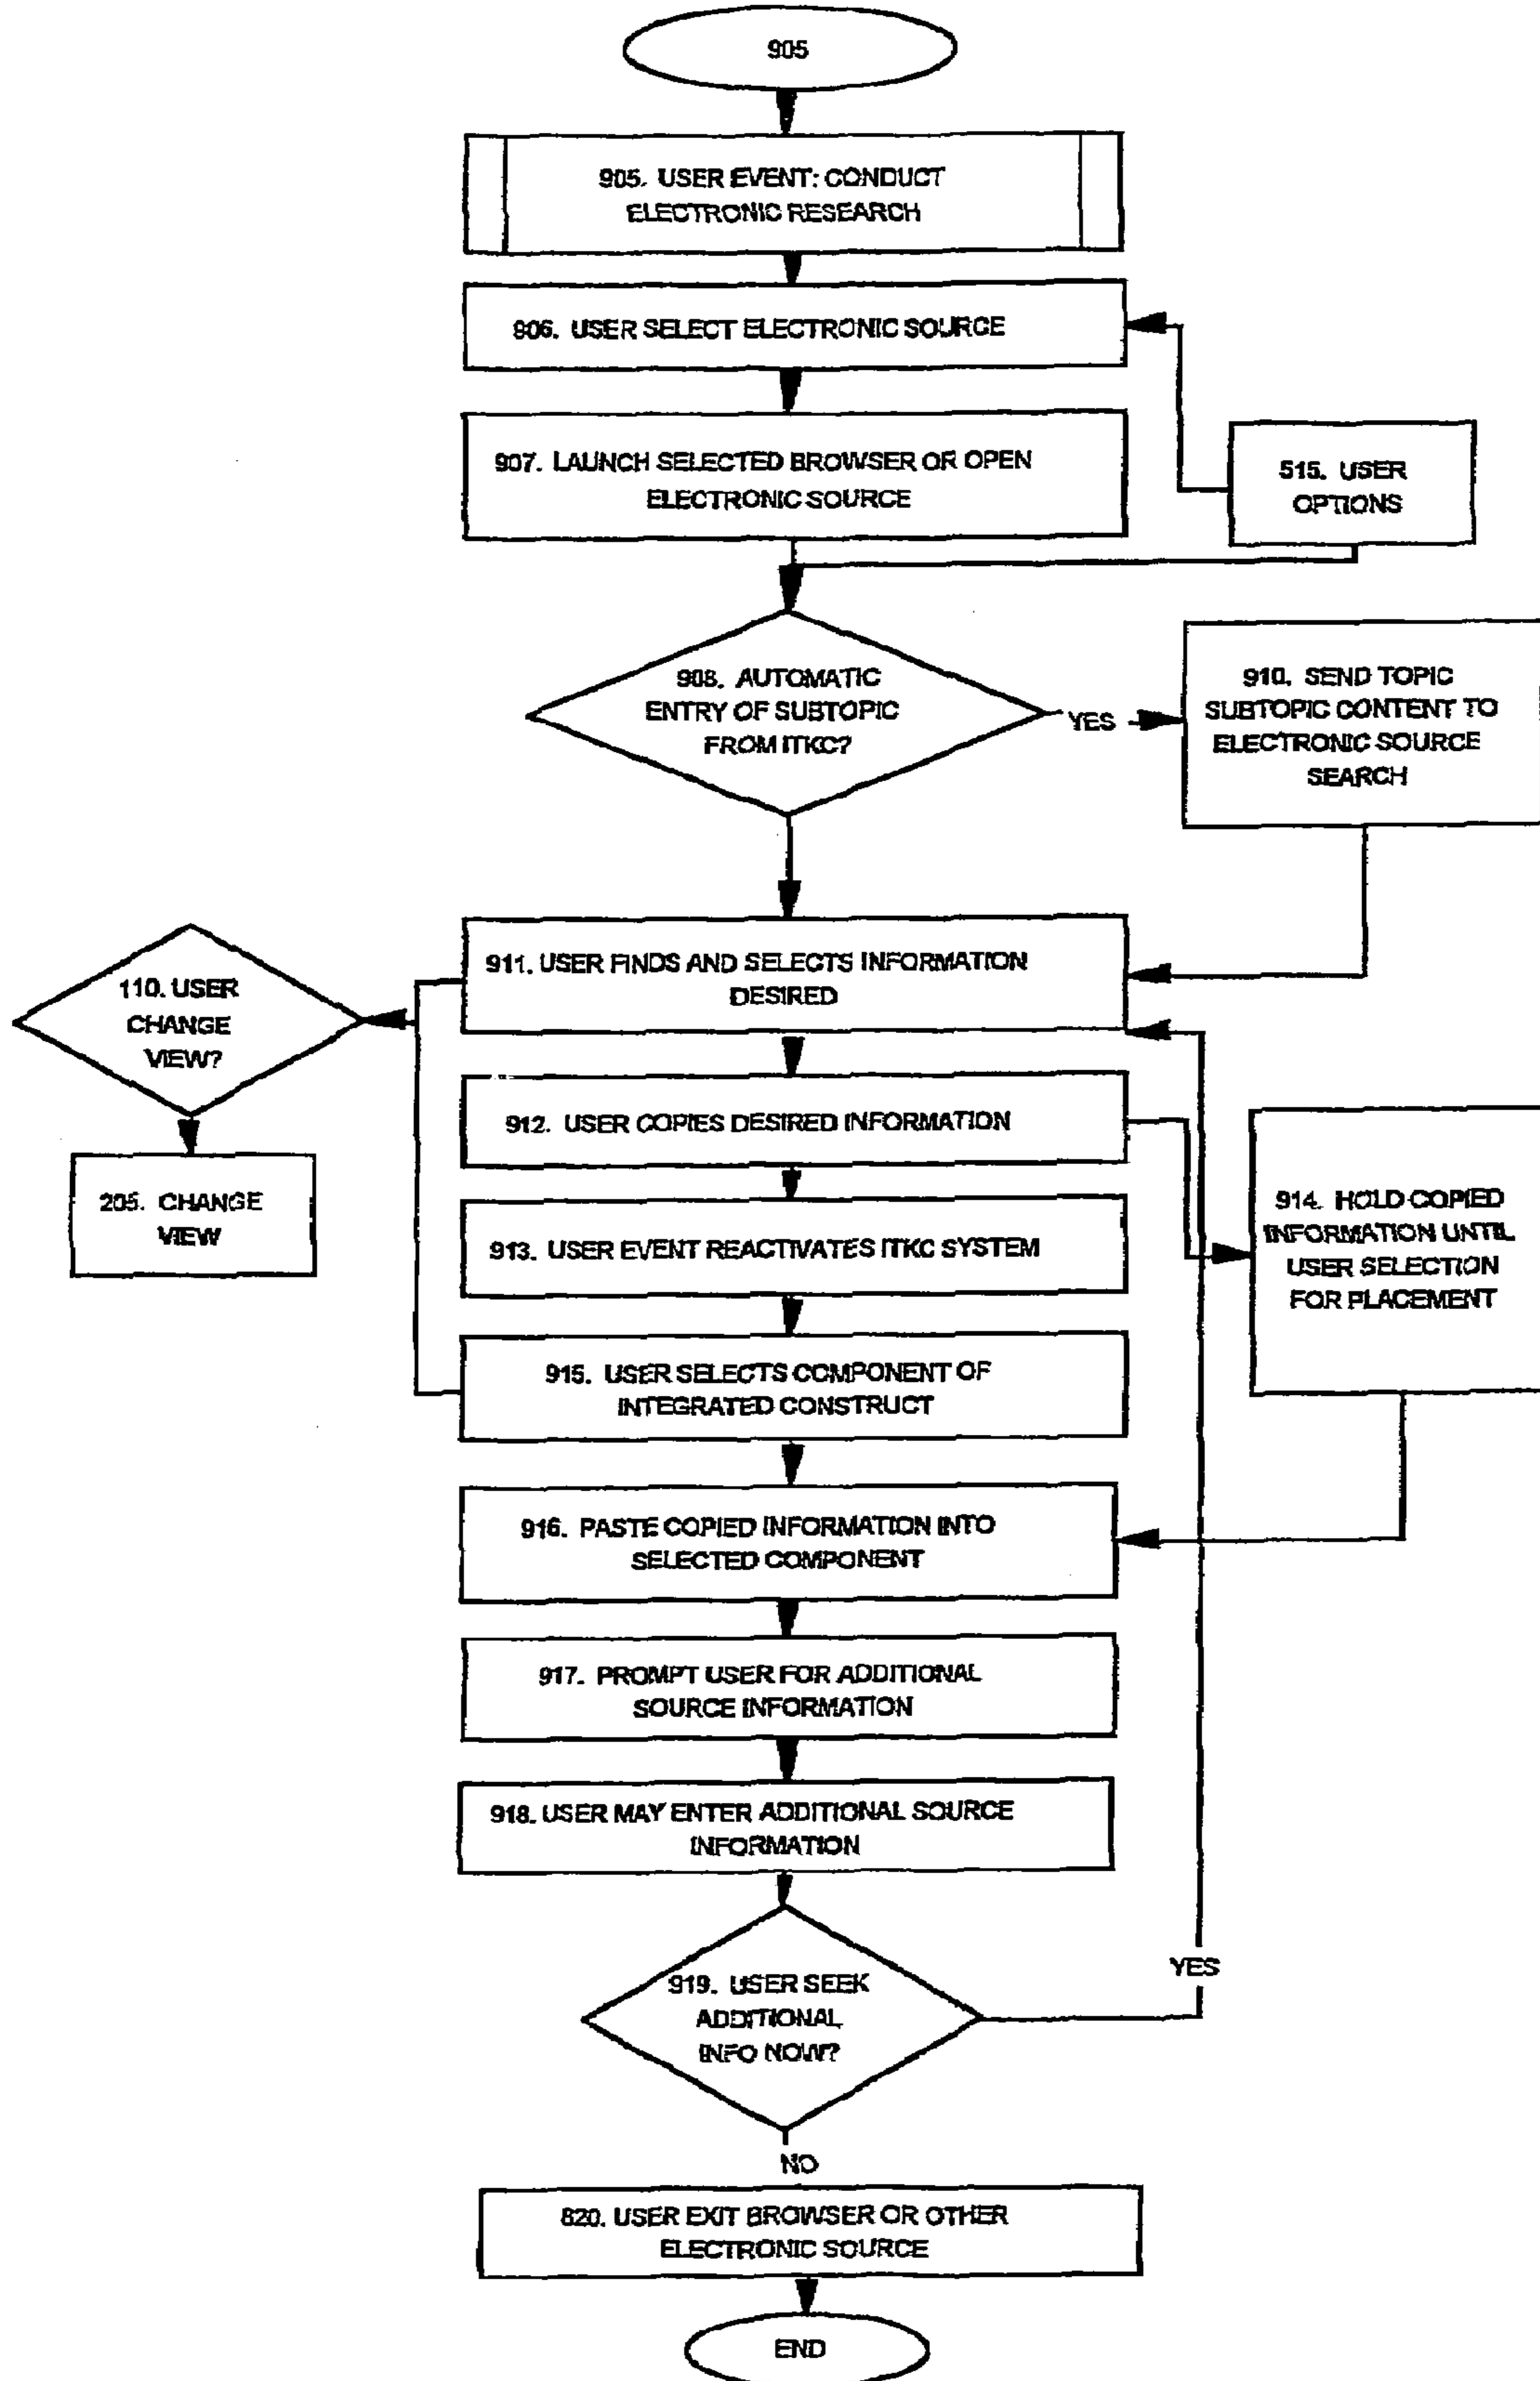 905
905. USER EVENT: CONDUCT
ELECTRONIC RESEARCH
906. USER SELECT ELECTRONIC SOURCE
907. LAUNCH SELECTED BROWSER OR OPEN
ELECTRONIC SOURCE
515. USER
OPTIONS
908. AUTOMATIC
ENTRY OF SUBTOPIC
FROM ITKC?
YES
910. SEND TOPIC
SUBTOPIC CONTENT TO
ELECTRONIC SOURCE
SEARCH
911. USER FINDS AND SELECTS INFORMATION
DESIRED
110. USER
CHANGE
VIEW?
205. CHANGE
VIEW
912. USER COPIES DESIRED INFORMATION
913. USER EVENT REACTIVATES ITKC SYSTEM
914. HOLD COPIED
INFORMATION UNTIL
USER SELECTION
FOR PLACEMENT
915. USER SELECTS COMPONENT OF
INTEGRATED CONSTRUCT
916. PASTE COPIED INFORMATION INTO
SELECTED COMPONENT
917. PROMPT USER FOR ADDITIONAL
SOURCE INFORMATION
918. USER MAY ENTER ADDITIONAL SOURCE
INFORMATION
919. USER SEEK
ADDITIONAL
INFO NOW?
YES
NO
820. USER EXIT BROWSER OR OTHER
ELECTRONIC SOURCE
END